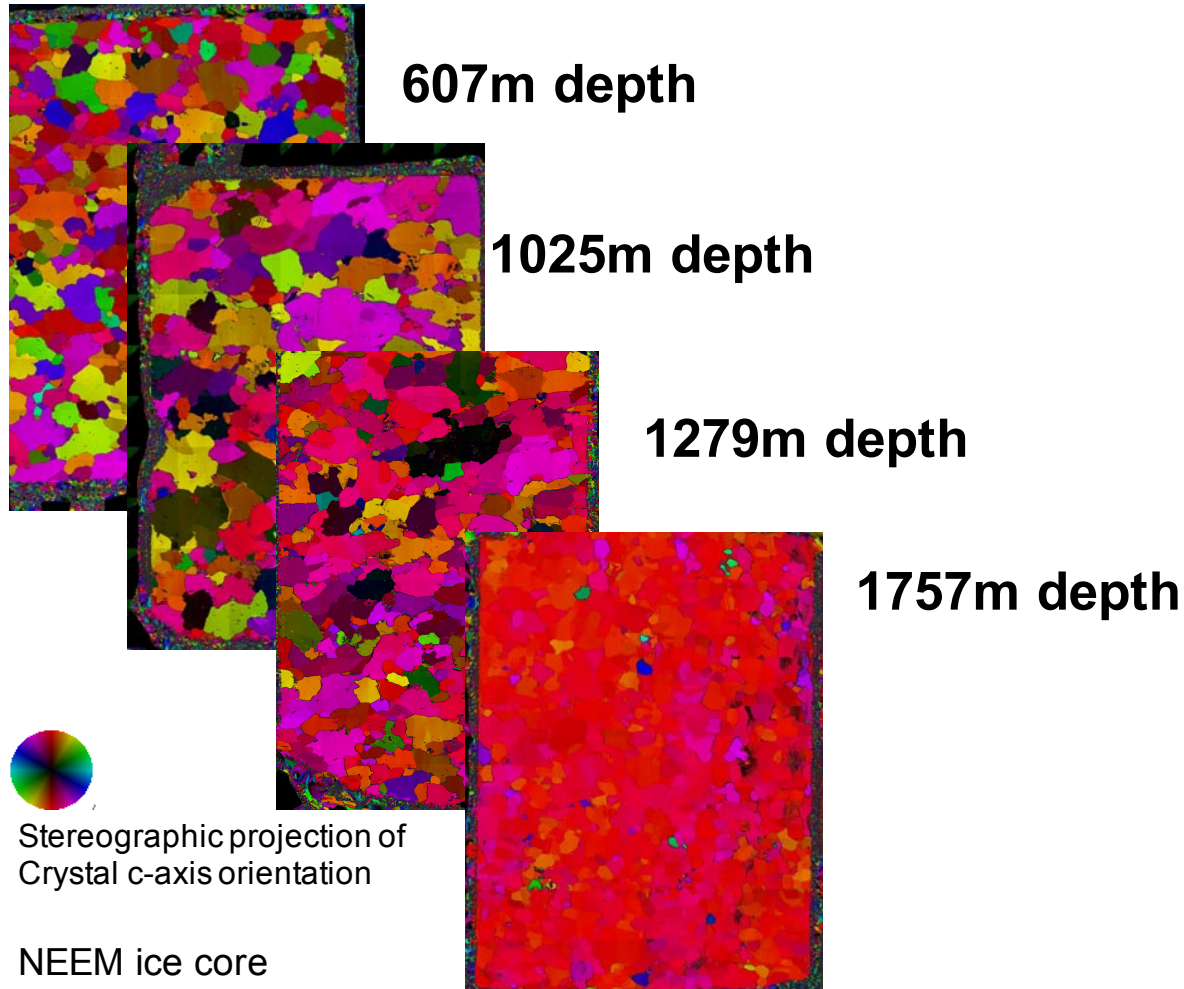 607m depth
1025m depth
1279m depth
1757m depth
Stereographic projection of
Crystal c-axis orientation
NEEM ice core